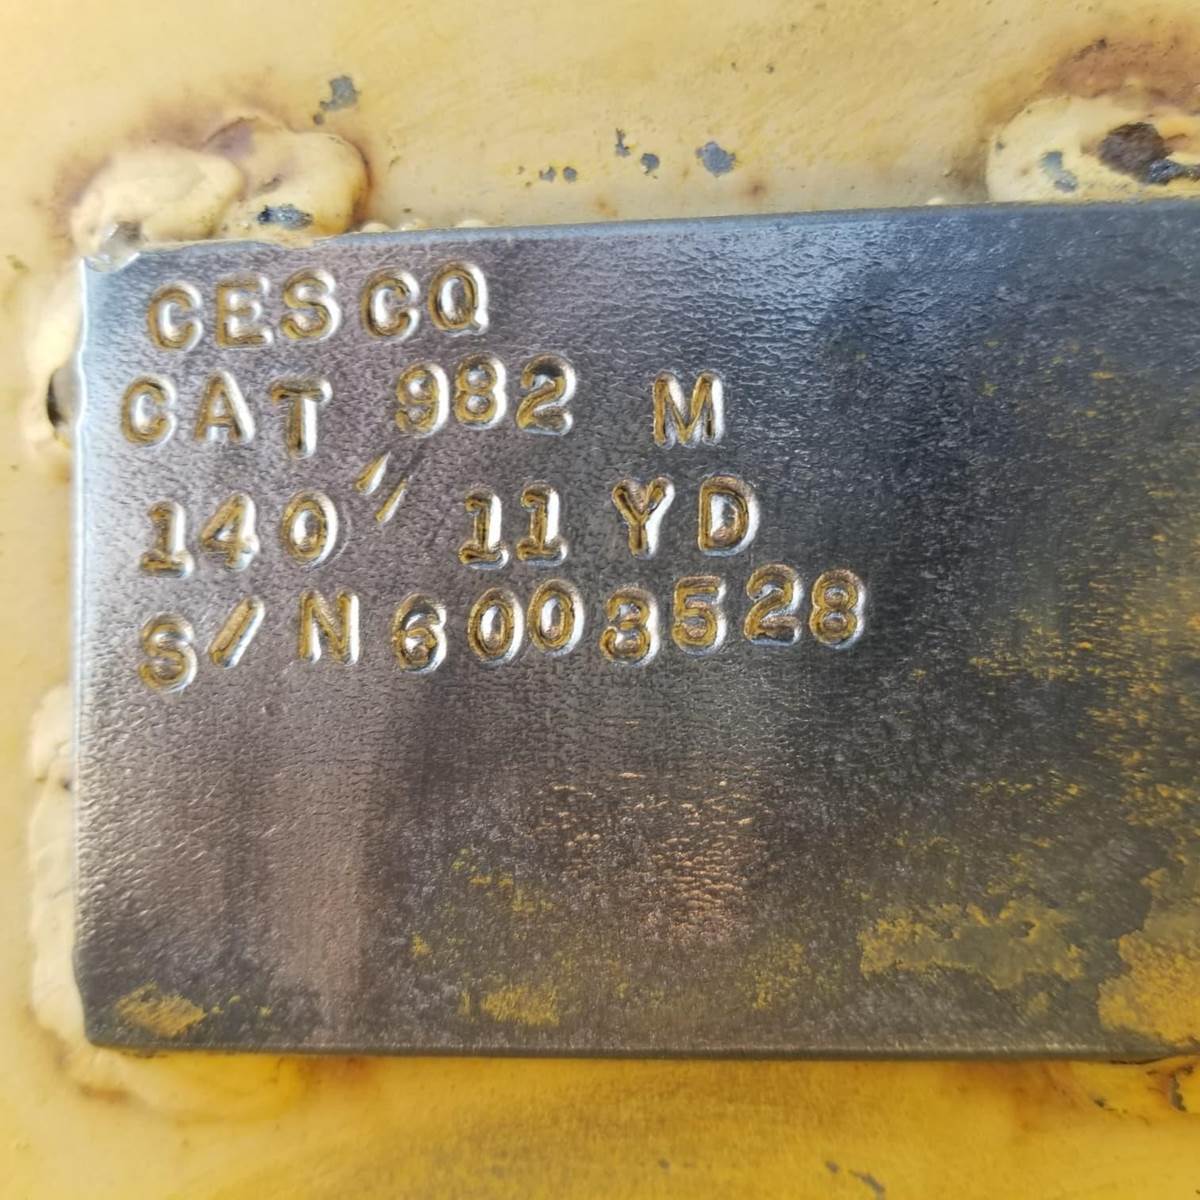 CESCO
CAT 982 M
140" 11 YD
S/N 6003528